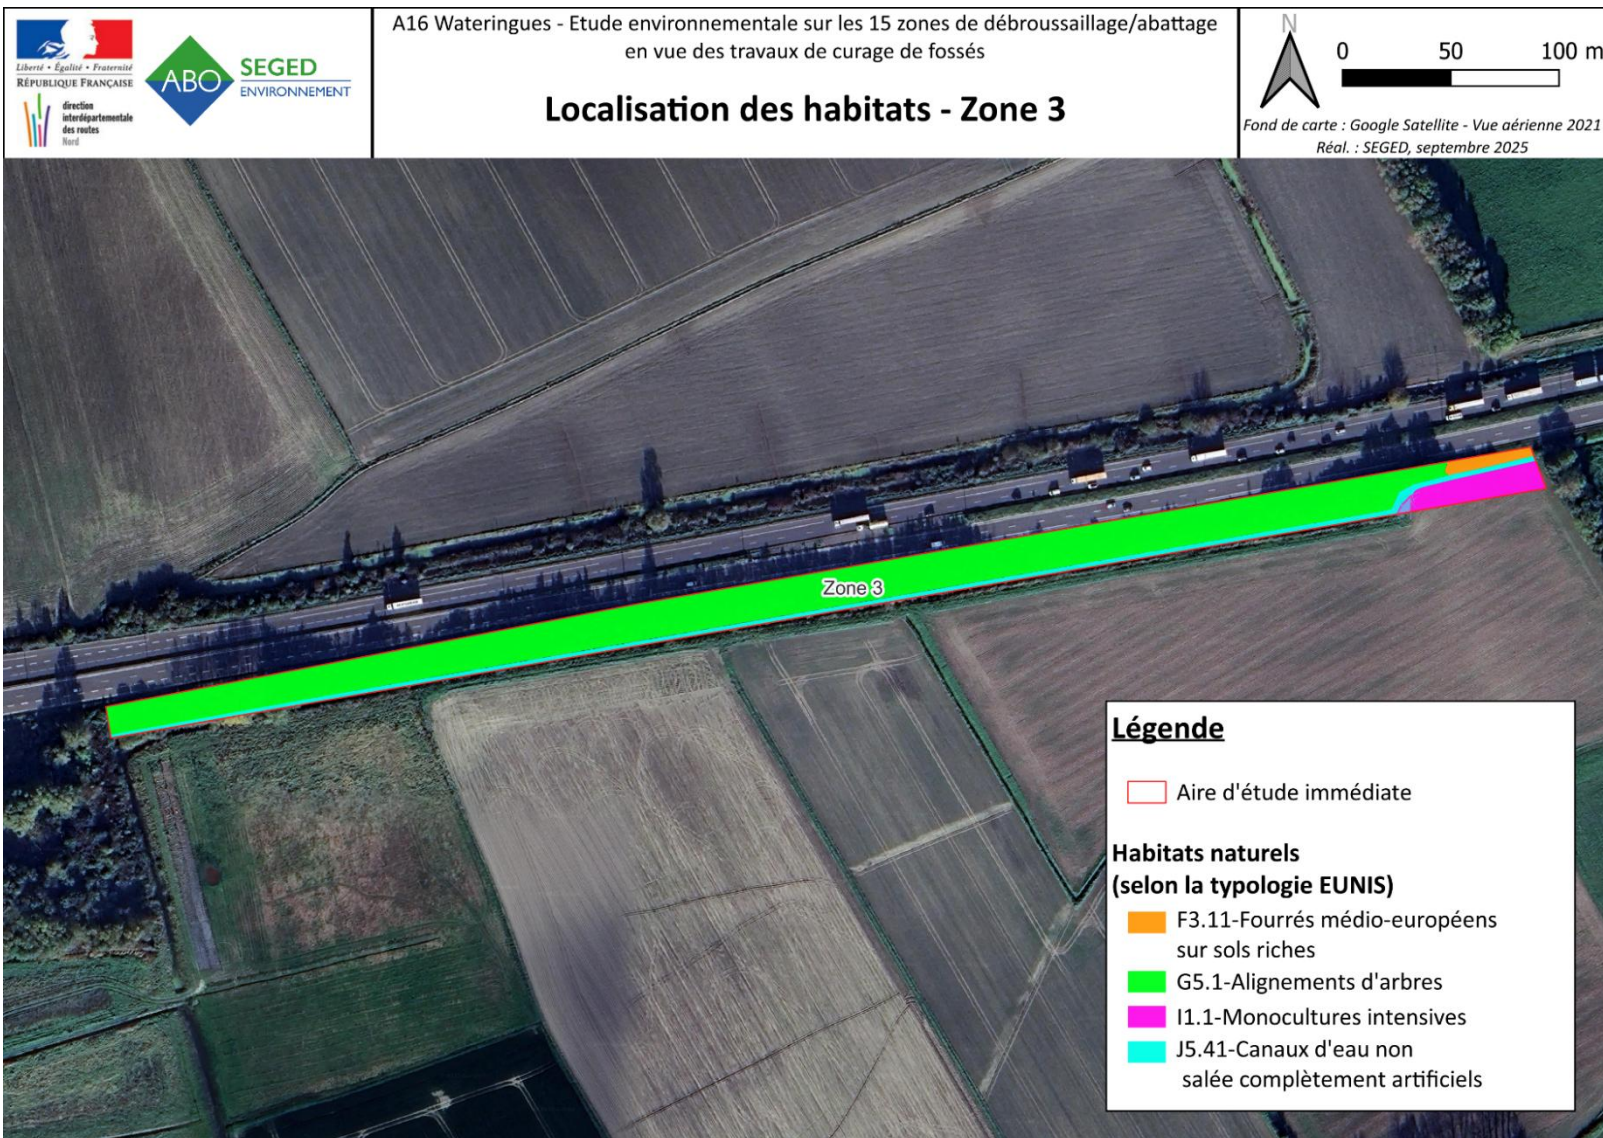 Liberté • Égalité • Fraternité
RÉPUBLIQUE FRANÇAISE
direction
interdépartementale
des routes
Nord
ABO
SEGED
ENVIRONNEMENT
A16 Wateringues - Etude environnementale sur les 15 zones de débroussaillage/abattage
en vue des travaux de curage de fossés
Localisation des habitats - Zone 3
N
0 50 100 m
Fond de carte : Google Satellite - Vue aérienne 2021
Réal. : SEGED, septembre 2025
Zone 3
Légende
Aire d'étude immédiate
Habitats naturels
(selon la typologie EUNIS)
F3.11-Fourrés médio-européens
sur sols riches
G5.1-Alignements d'arbres
I1.1-Monocultures intensives
J5.41-Canaux d'eau non
salée complètement artificiels